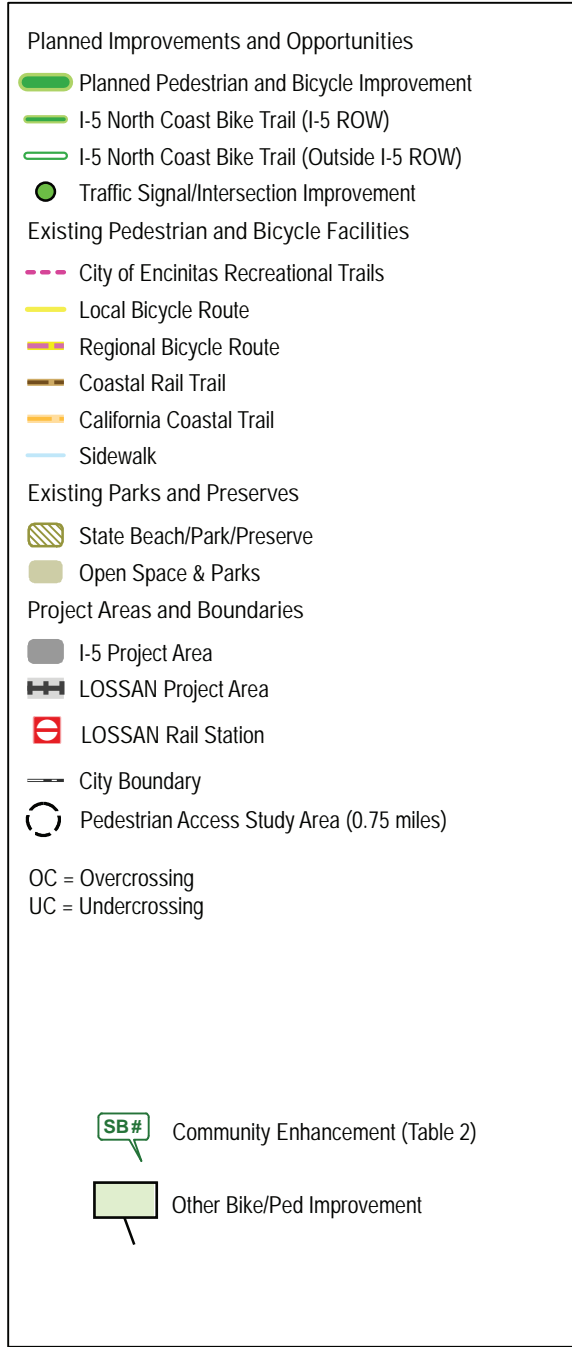 Planned Improvements and Opportunities
Planned Pedestrian and Bicycle Improvement
I-5 North Coast Bike Trail (I-5 ROW)
I-5 North Coast Bike Trail (Outside I-5 ROW)
Traffic Signal/Intersection Improvement
Existing Pedestrian and Bicycle Facilities
City of Encinitas Recreational Trails
Local Bicycle Route
Regional Bicycle Route
Coastal Rail Trail
California Coastal Trail
Sidewalk
Existing Parks and Preserves
State Beach/Park/Preserve
Open Space & Parks
Project Areas and Boundaries
I-5 Project Area
LOSSAN Project Area
LOSSAN Rail Station
City Boundary
Pedestrian Access Study Area (0.75 miles)
OC = Overcrossing
UC = Undercrossing
SB# Community Enhancement (Table 2)
Other Bike/Ped Improvement